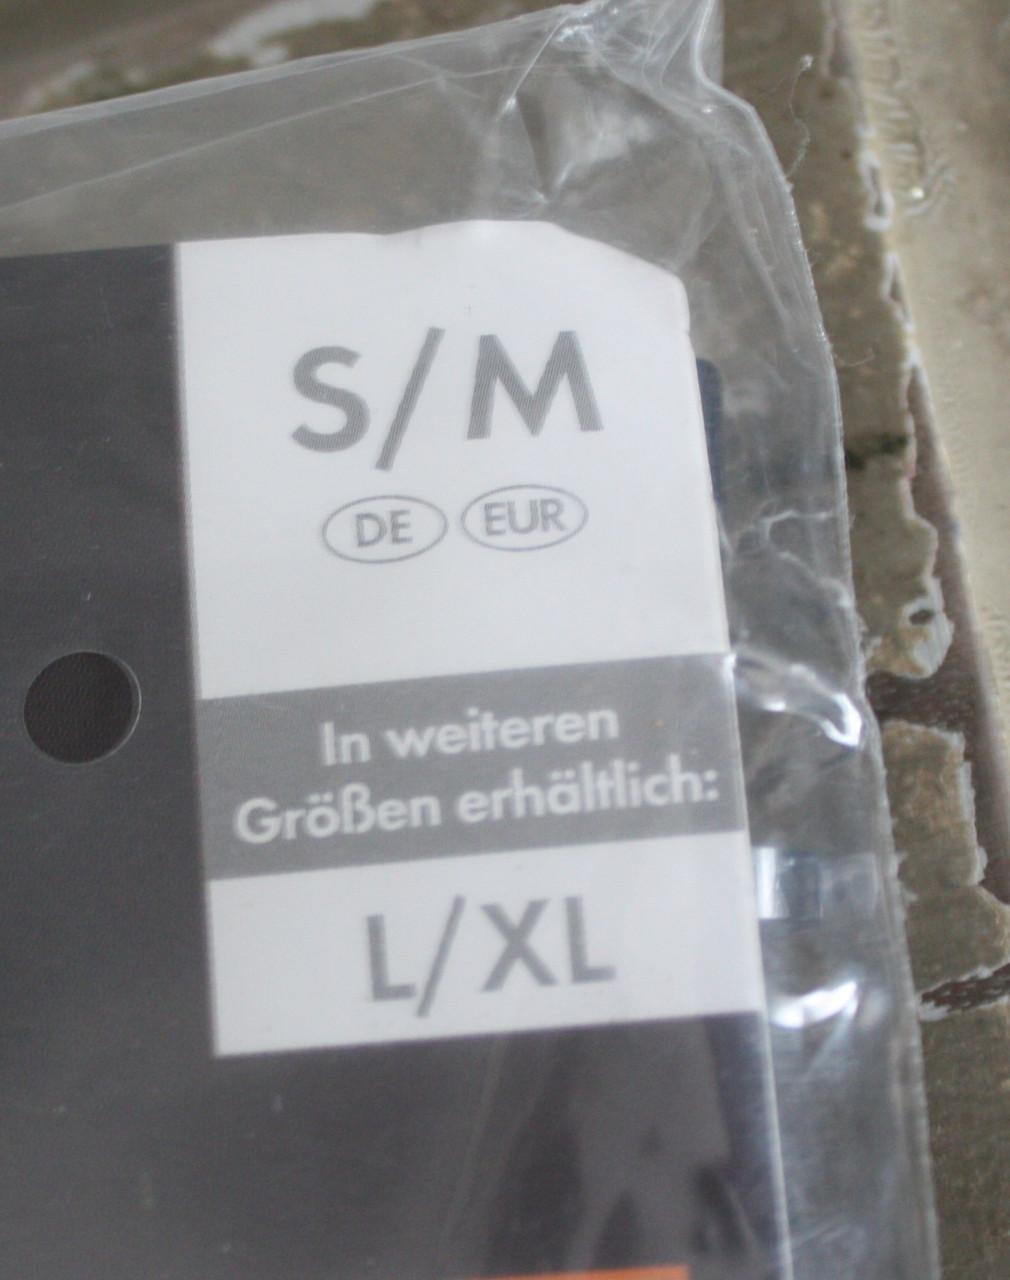 S/M
DE EUR
In weiteren
Größen erhältlich:
L/XL